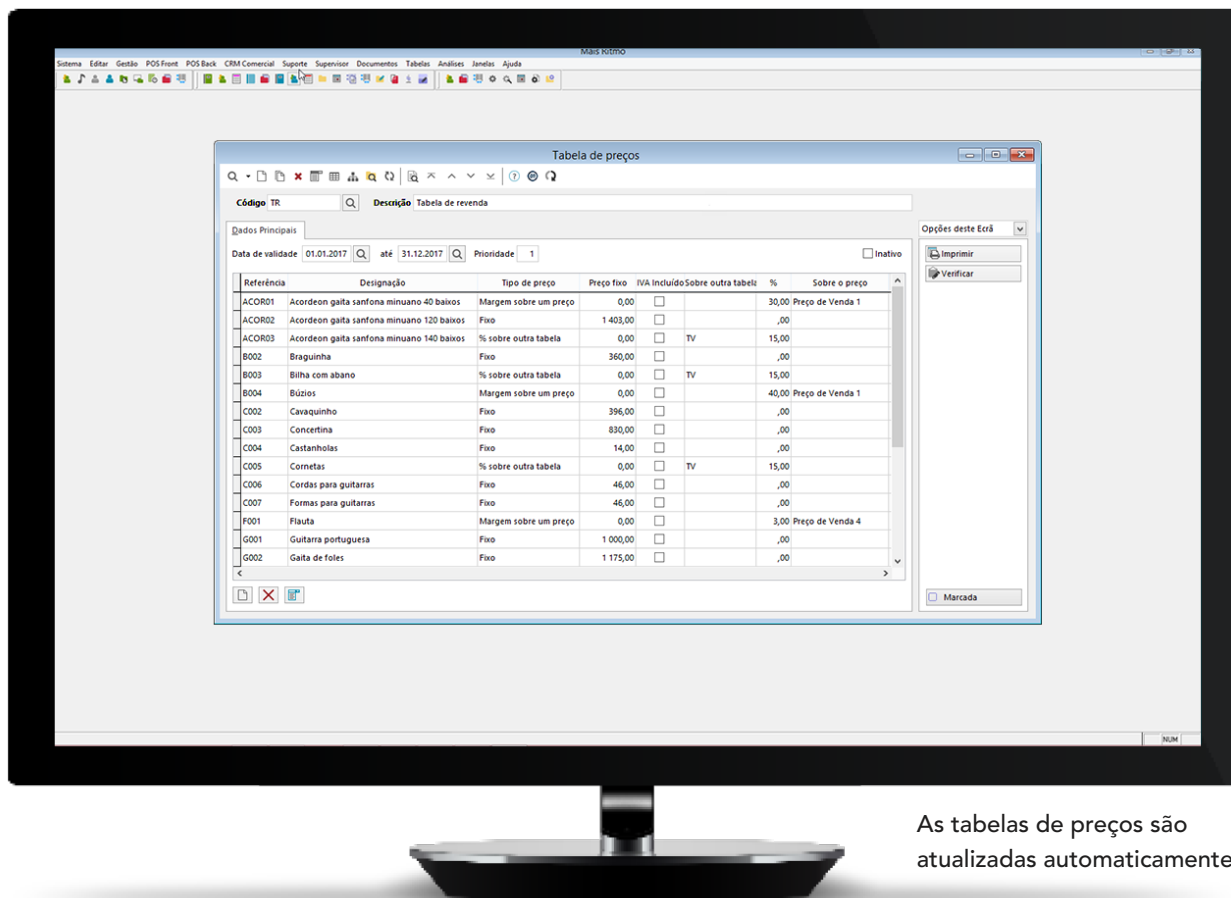 Mais Ritmo
Sistema Editar Gestão POS Front POS Back CRM Comercial Suporte Supervisor Documentos Tabelas Análises Janelas Ajuda
Tabela de preços
Código TR Descrição Tabela de revenda
Dados Principais Opções deste Ecrã
Data de validade 01.01.2017 até 31.12.2017 Prioridade 1 Inativo Imprimir
Verificar
Referência Designação Tipo de preço Preço fixo IVA Incluído Sobre outra tabela % Sobre o preço
ACOR01 Acordeon gaita sanfona minuano 40 baixos Margem sobre um preço 0,00 30,00 Preço de Venda 1
ACOR02 Acordeon gaita sanfona minuano 120 baixos Fixo 1 403,00 ,00
ACOR03 Acordeon gaita sanfona minuano 140 baixos % sobre outra tabela 0,00 TV 15,00
B002 Braguinha Fixo 360,00 ,00
B003 Bilha com abano % sobre outra tabela 0,00 TV 15,00
B004 Búzios Margem sobre um preço 0,00 40,00 Preço de Venda 1
C002 Cavaquinho Fixo 396,00 ,00
C003 Concertina Fixo 830,00 ,00
C004 Castanholas Fixo 14,00 ,00
C005 Cornetas % sobre outra tabela 0,00 TV 15,00
C006 Cordas para guitarras Fixo 46,00 ,00
C007 Formas para guitarras Fixo 46,00 ,00
F001 Flauta Margem sobre um preço 0,00 3,00 Preço de Venda 4
G001 Guitarra portuguesa Fixo 1 000,00 ,00
G002 Gaita de foles Fixo 1 175,00 ,00
Marcada
NUM
As tabelas de preços são
atualizadas automaticamente